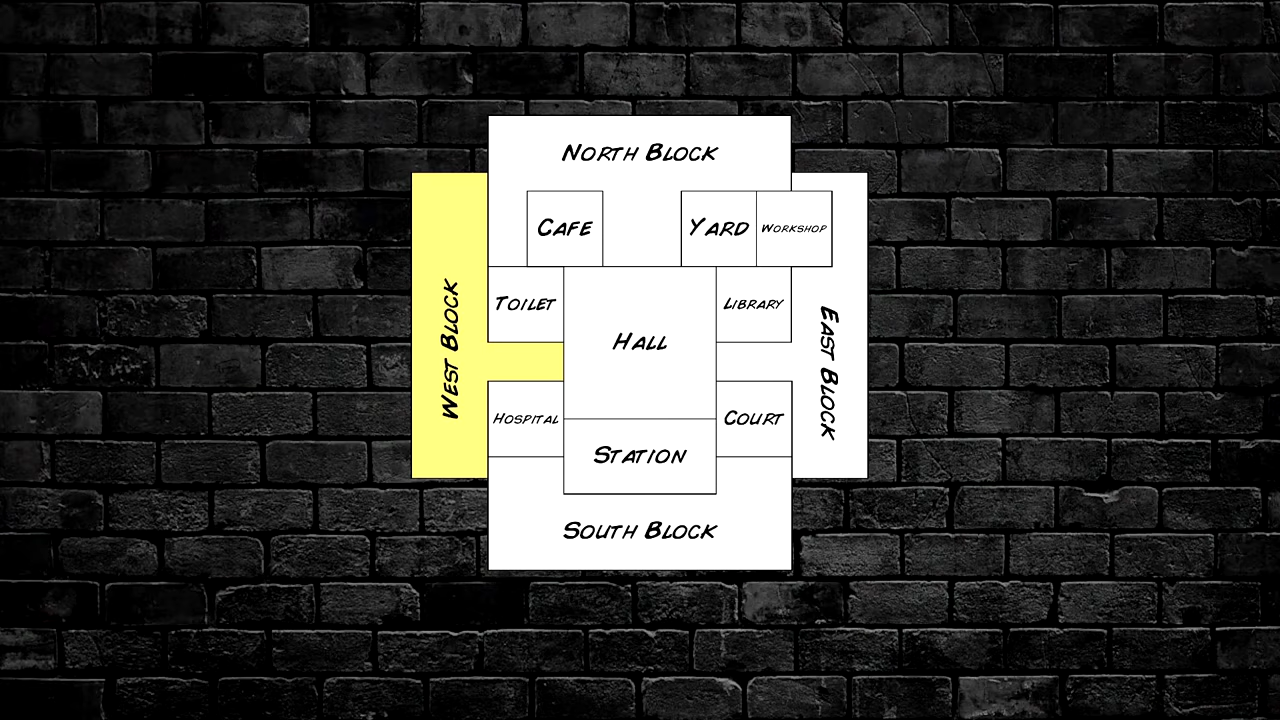 NORTH BLOCK
CAFE
YARD
WORKSHOP
TOILET
LIBRARY
HALL
WEST BLOCK
EAST BLOCK
HOSPITAL
COURT
STATION
SOUTH BLOCK